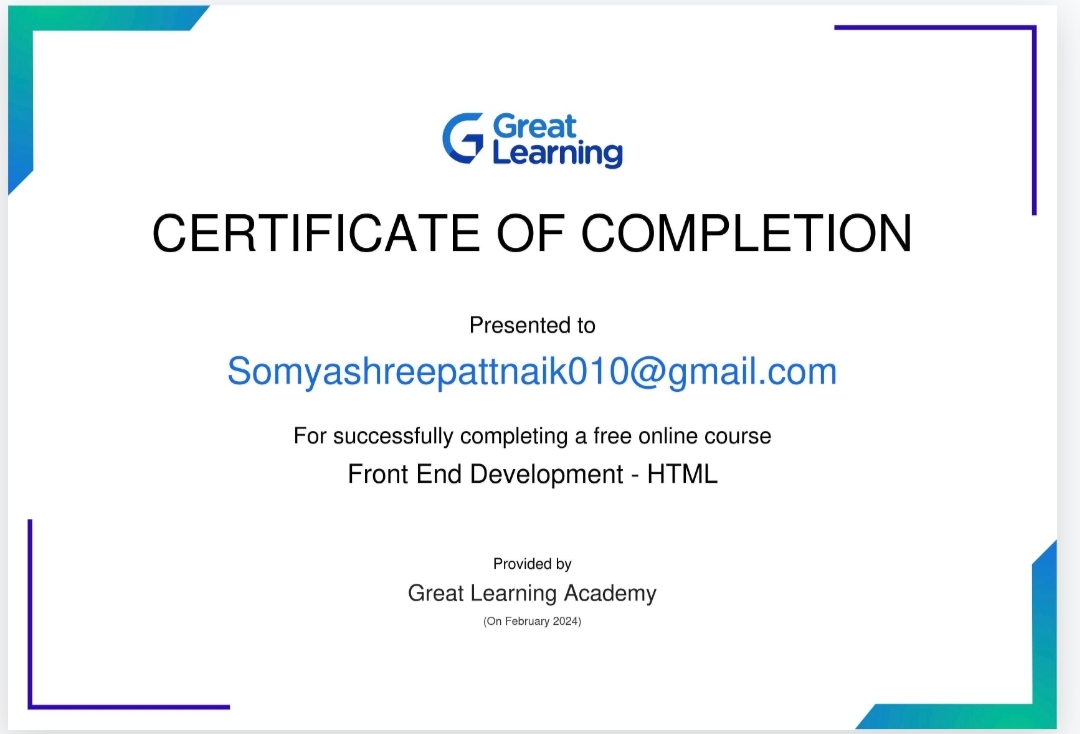 Great
Learning
CERTIFICATE OF COMPLETION
Presented to
Somyashreepattnaik010@gmail.com
For successfully completing a free online course
Front End Development - HTML
Provided by
Great Learning Academy
(On February 2024)